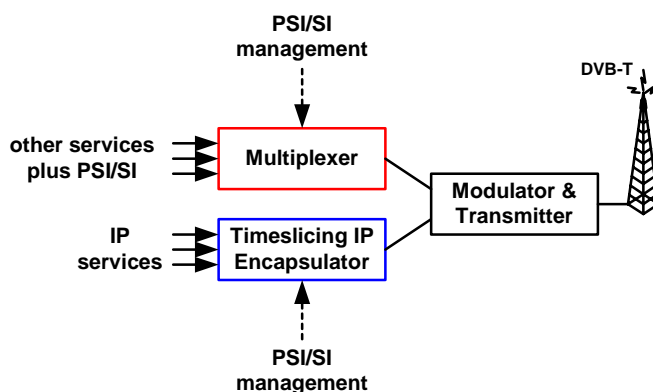 PSI/SI
management
DVB-T
other services
plus PSI/SI
Multiplexer
Modulator &
Transmitter
IP
services
Timeslicing IP
Encapsulator
PSI/SI
management